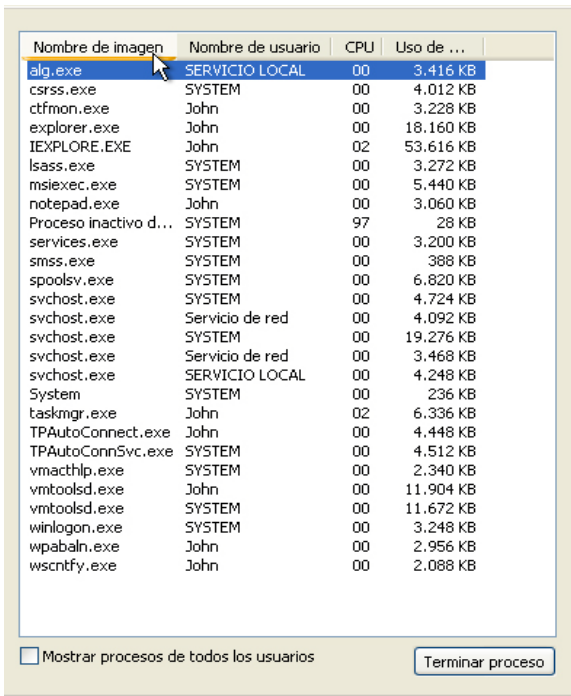 Nombre de imagen Nombre de usuario CPU Uso de ...
alg.exe SERVICIO LOCAL 00 3.416 KB
csrss.exe SYSTEM 00 4.012 KB
ctfmon.exe John 00 3.228 KB
explorer.exe John 00 18.160 KB
IEXPLORE.EXE John 02 53.616 KB
lsass.exe SYSTEM 00 3.272 KB
msiexec.exe SYSTEM 00 5.440 KB
notepad.exe John 00 3.060 KB
Proceso inactivo d... SYSTEM 97 28 KB
services.exe SYSTEM 00 3.200 KB
smss.exe SYSTEM 00 388 KB
spoolsv.exe SYSTEM 00 6.820 KB
svchost.exe SYSTEM 00 4.724 KB
svchost.exe Servicio de red 00 4.092 KB
svchost.exe SYSTEM 00 19.276 KB
svchost.exe Servicio de red 00 3.468 KB
svchost.exe SERVICIO LOCAL 00 4.248 KB
System SYSTEM 00 236 KB
taskmgr.exe John 02 6.336 KB
TPAutoConnect.exe John 00 4.448 KB
TPAutoConnSvc.exe SYSTEM 00 4.512 KB
vmacthlp.exe SYSTEM 00 2.340 KB
vmtoolsd.exe John 00 11.904 KB
vmtoolsd.exe SYSTEM 00 11.672 KB
winlogon.exe SYSTEM 00 3.248 KB
wpabaln.exe John 00 2.956 KB
wscntfy.exe John 00 2.088 KB
Mostrar procesos de todos los usuarios Terminar proceso